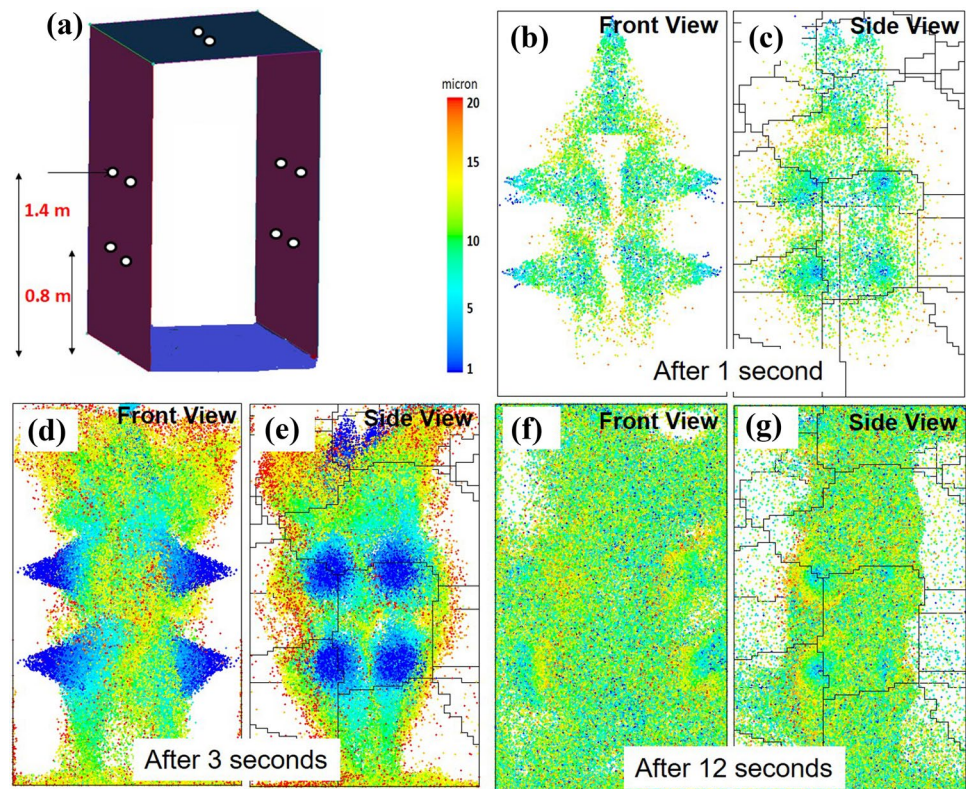 (a)
micron
20
15
10
5
1
1.4 m
0.8 m
(b)
Front View
(c)
Side View
After 1 second
(d)
Front View
(e)
Side View
After 3 seconds
(f)
Front View
(g)
Side View
After 12 seconds